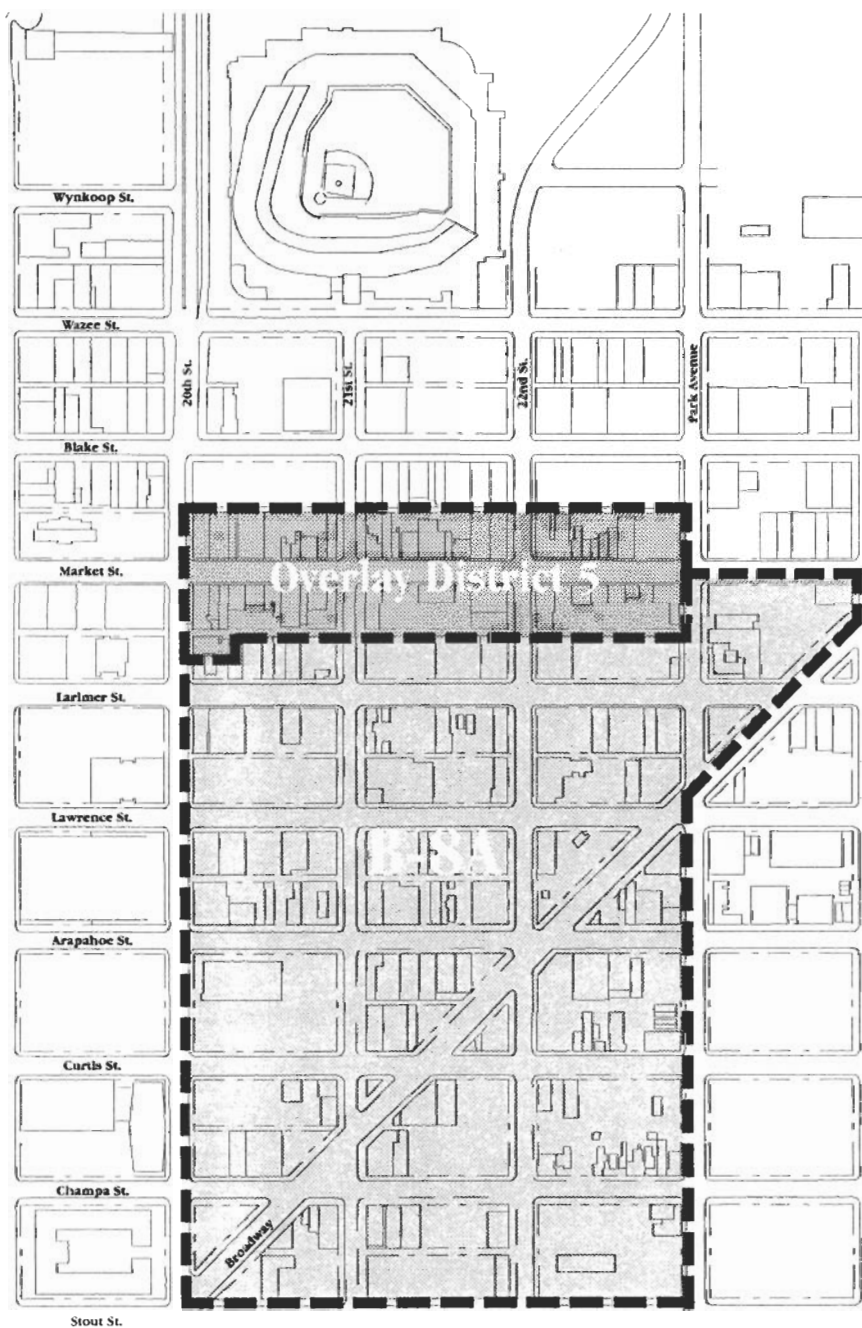 Wynkoop St.
Wazee St.
20th St.
21st St.
22nd St.
Park Avenue
Blake St.
Market St.
Overlay District 5
Larimer St.
Lawrence St.
B-8A
Arapahoe St.
Curtis St.
Champa St.
Broadway
Stout St.